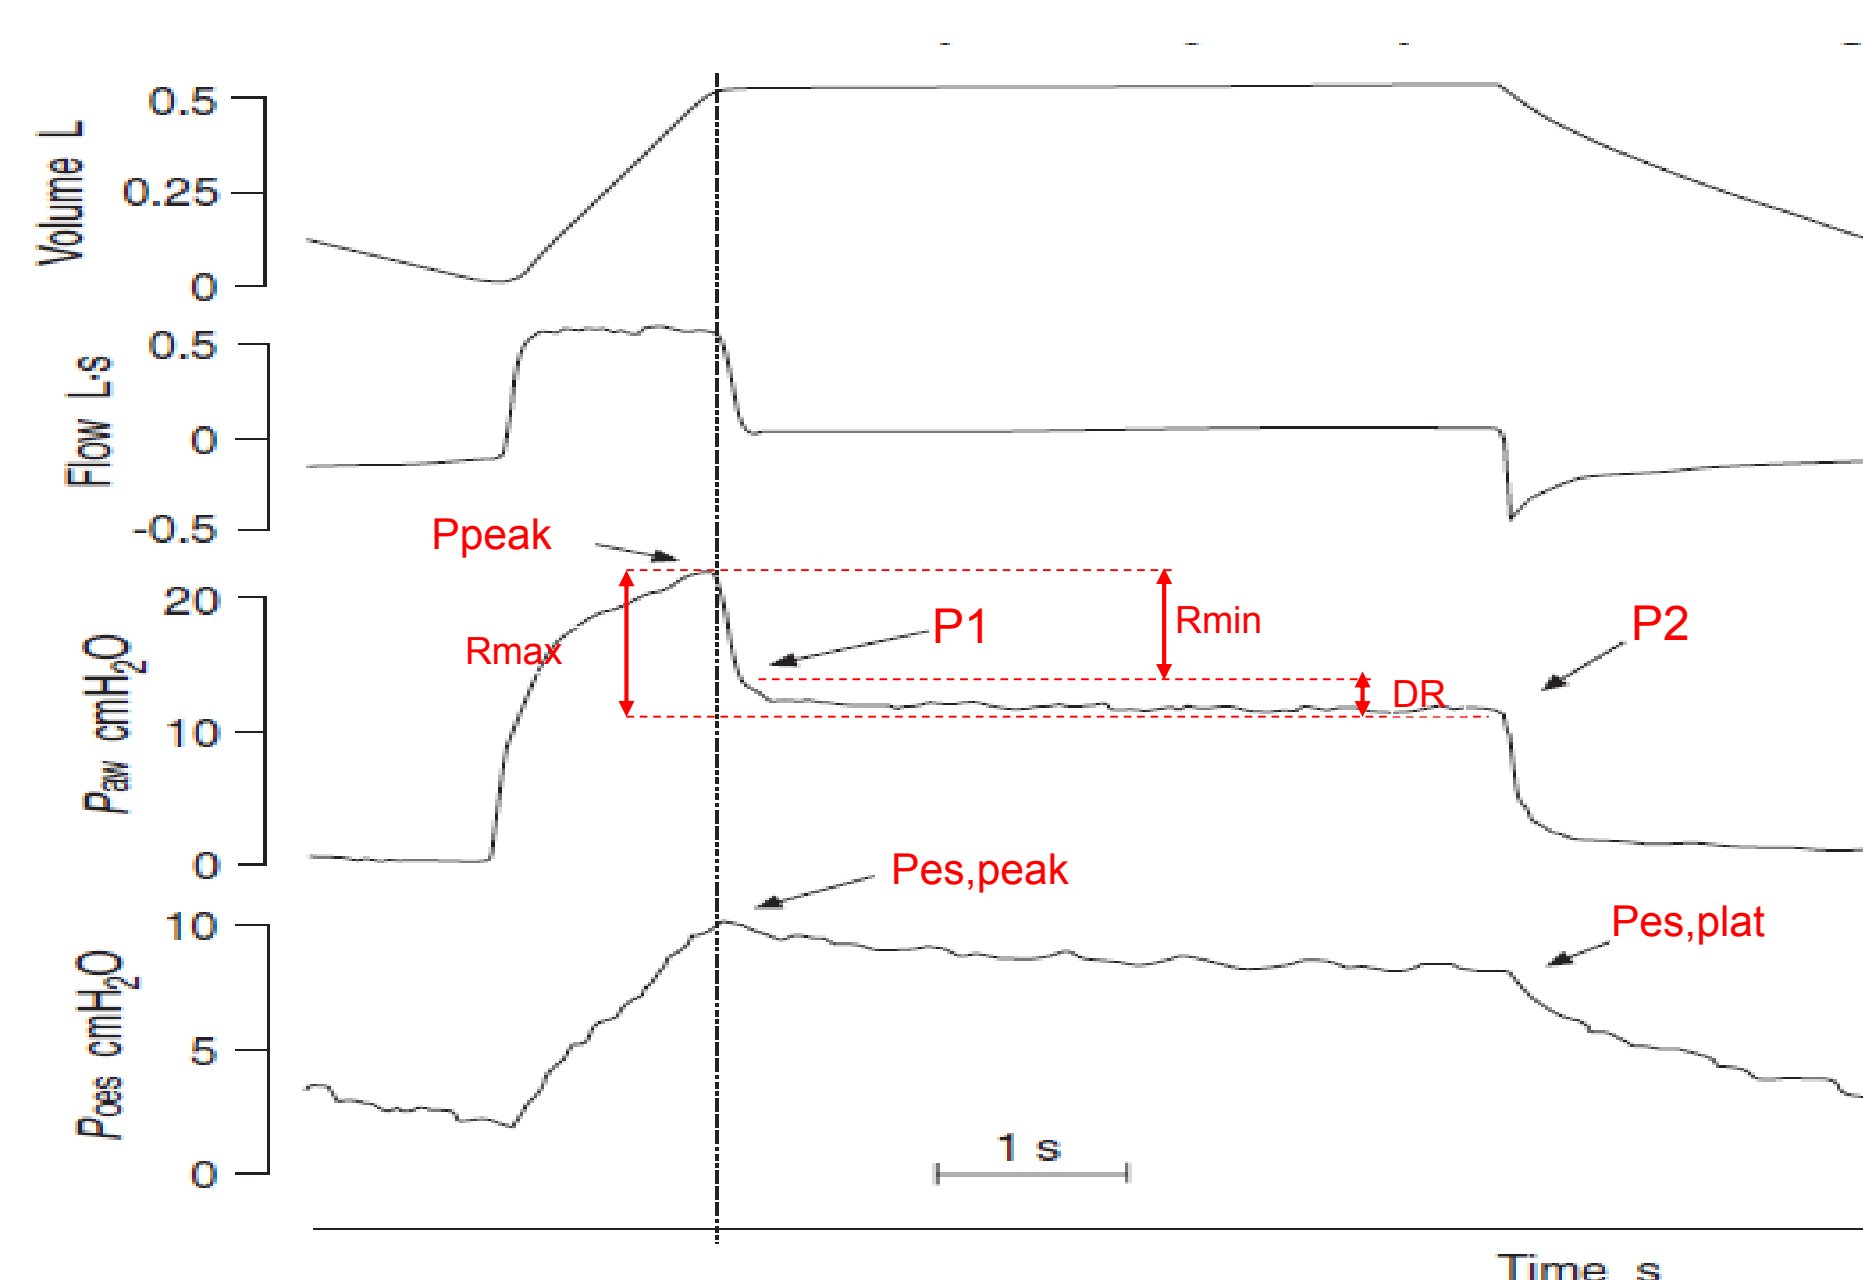 0.5
Volume L
0.25
0
0.5
Flow L·s
0
-0.5
Ppeak
20
P1
Rmin
P2
Rmax
Paw cmH2O
DR
10
0
Pes,peak
10
Pes,plat
Poes cmH2O
5
1 s
0
Time s